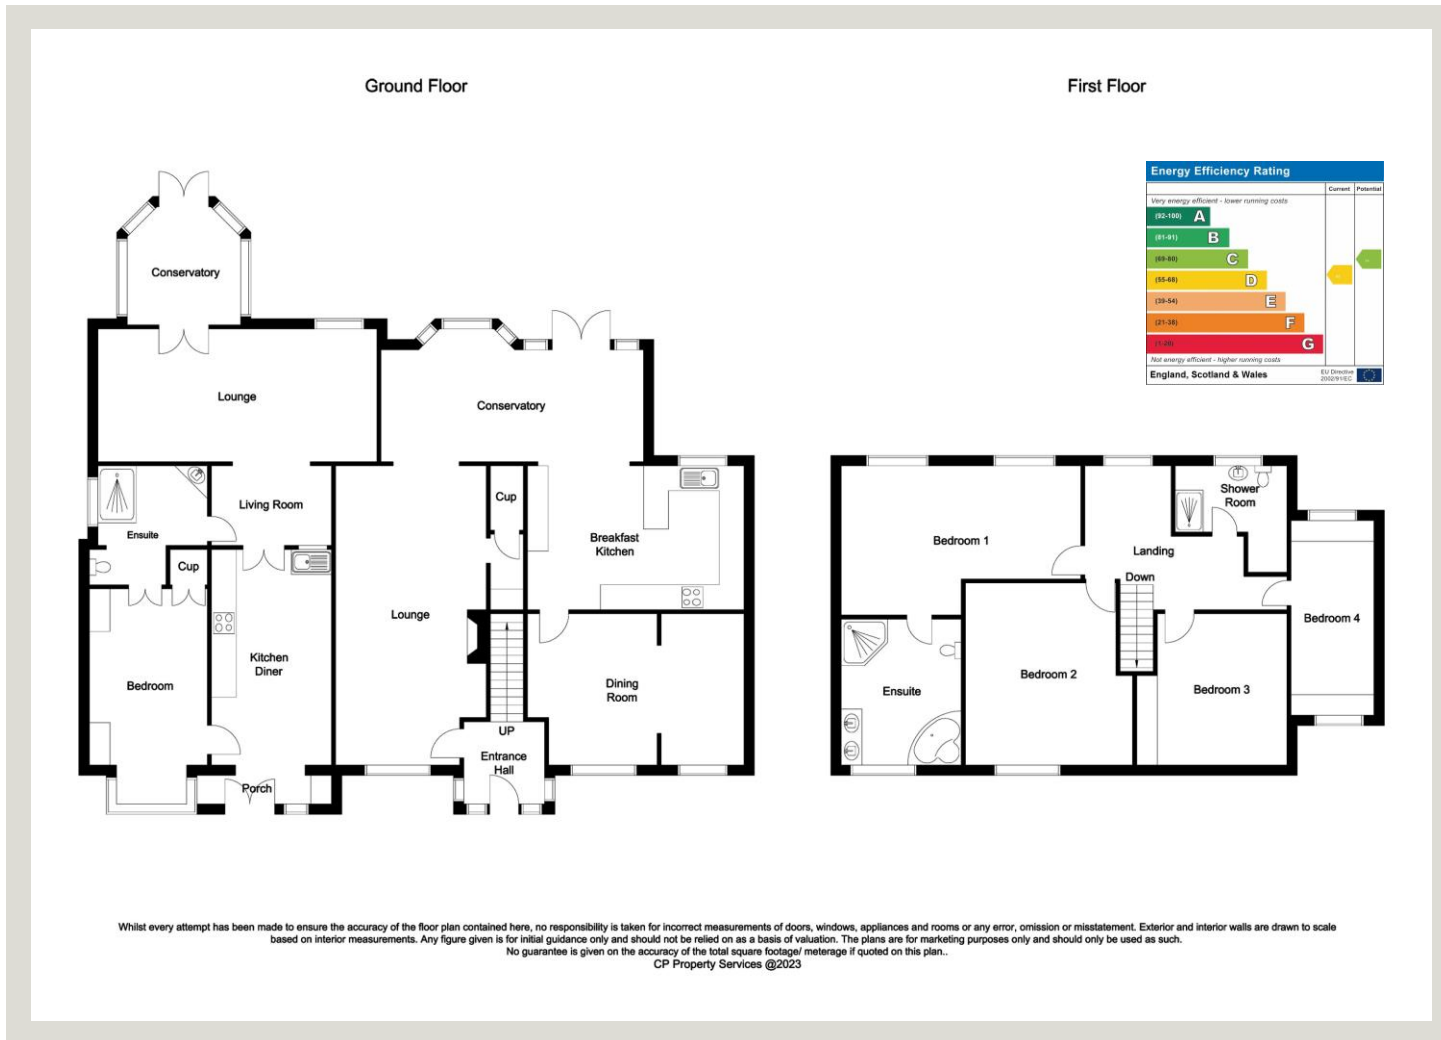 Ground Floor
First Floor
Energy Efficiency Rating
Current
Potential
Very energy efficient - lower running costs
(92-100) A
(81-91) B
(69-80) C
(55-68) D
(39-54) E
(21-38) F
(1-20) G
Not energy efficient - higher running costs
England, Scotland & Wales
EU Directive
2002/91/EC
Conservatory
Lounge
Conservatory
Living Room
Ensuite
Cup
Cup
Breakfast
Kitchen
Lounge
Kitchen
Diner
Bedroom
Dining
Room
UP
Entrance
Hall
Porch
Bedroom 1
Landing
Down
Shower
Room
Bedroom 4
Bedroom 2
Bedroom 3
Ensuite
Whilst every attempt has been made to ensure the accuracy of the floor plan contained here, no responsibility is taken for incorrect measurements of doors, windows, appliances and rooms or any error, omission or misstatement. Exterior and interior walls are drawn to scale
based on interior measurements. Any figure given is for initial guidance only and should not be relied on as a basis of valuation. The plans are for marketing purposes only and should only be used as such.
No guarantee is given on the accuracy of the total square footage/ meterage if quoted on this plan..
CP Property Services @2023